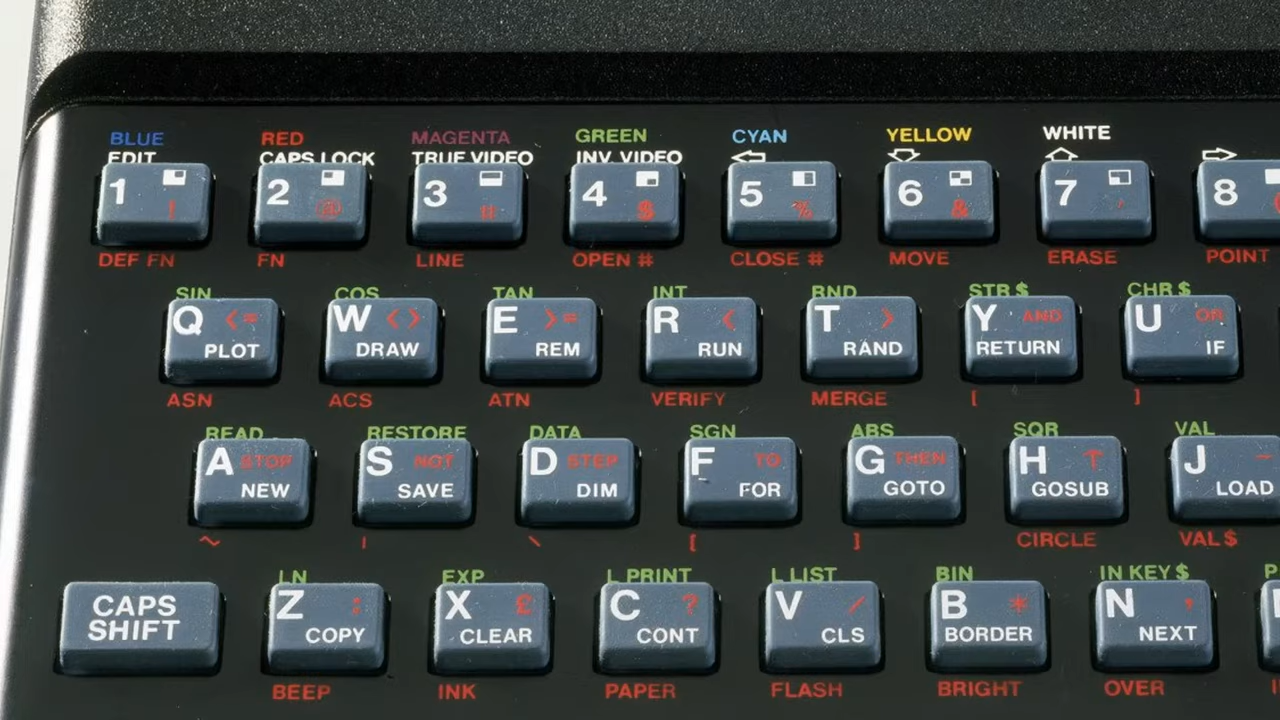 BLUE RED MAGENTA GREEN CYAN YELLOW WHITE
EDIT CAPS LOCK TRUE VIDEO INV. VIDEO
1 ! 2 @ 3 # 4 $ 5 % 6 & 7 ' 8 (
DEF FN FN LINE OPEN # CLOSE # MOVE ERASE POINT
SIN COS TAN INT RND STR $ CHR $
Q <= W <> E >= R < T > Y AND U OR
PLOT DRAW REM RUN RAND RETURN IF
ASN ACS ATN VERIFY MERGE [ ]
READ RESTORE DATA SGN ABS SQR VAL
A STOP S NOT D STEP F TO G THEN H ↑ J −
NEW SAVE DIM FOR GOTO GOSUB LOAD
~ | \ [ ] CIRCLE VAL $
LN EXP L PRINT L LIST BIN IN KEY $
CAPS SHIFT Z : X £ C ? V / B * N ,
COPY CLEAR CONT CLS BORDER NEXT
BEEP INK PAPER FLASH BRIGHT OVER